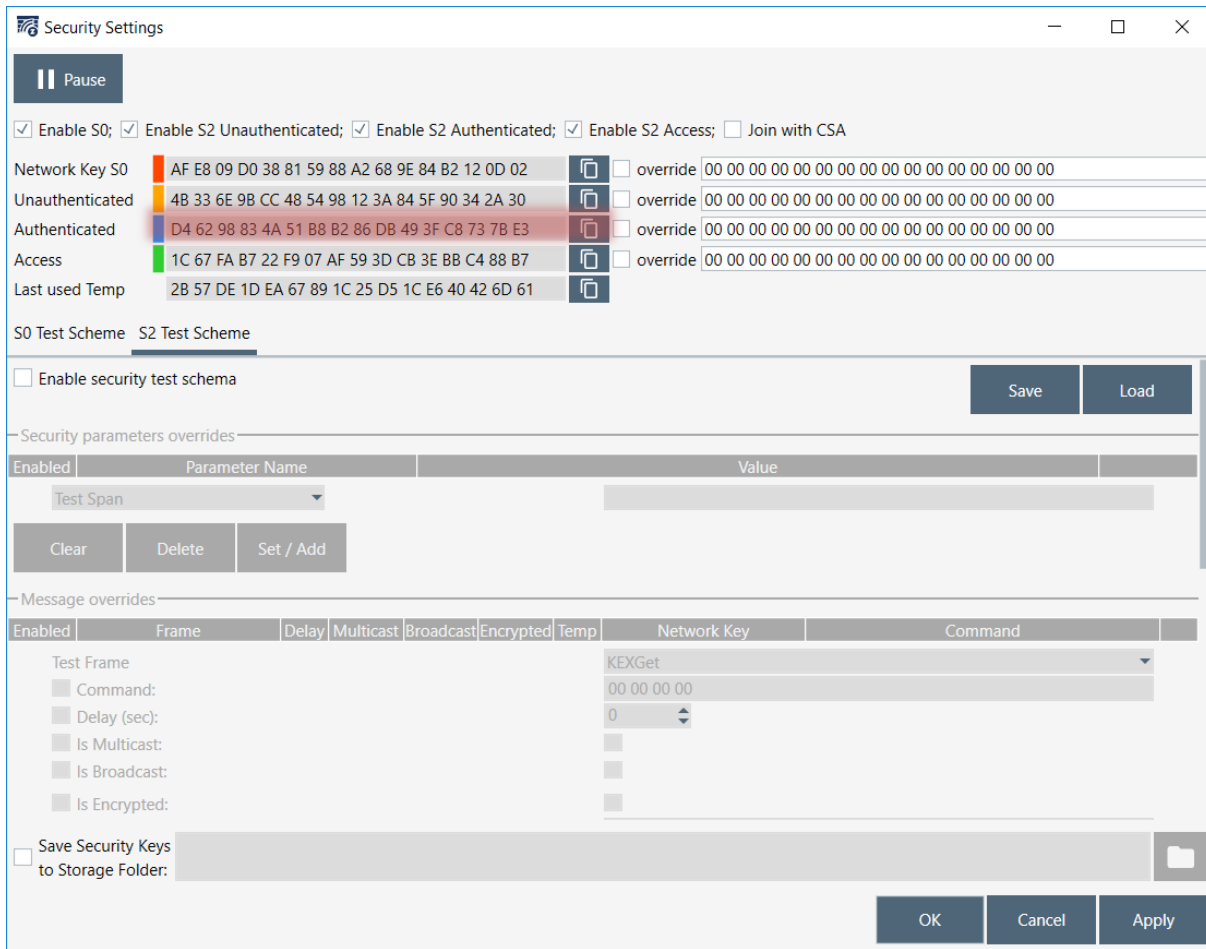 Security Settings
Pause
Enable S0; Enable S2 Unauthenticated; Enable S2 Authenticated; Enable S2 Access; Join with CSA
Network Key S0 AF E8 09 D0 38 81 59 88 A2 68 9E 84 B2 12 0D 02 override 00 00 00 00 00 00 00 00 00 00 00 00 00 00 00 00
Unauthenticated 4B 33 6E 9B CC 48 54 98 12 3A 84 5F 90 34 2A 30 override 00 00 00 00 00 00 00 00 00 00 00 00 00 00 00 00
Authenticated D4 62 98 83 4A 51 B8 B2 86 DB 49 3F C8 73 7B E3 override 00 00 00 00 00 00 00 00 00 00 00 00 00 00 00 00
Access 1C 67 FA B7 22 F9 07 AF 59 3D CB 3E BB C4 88 B7 override 00 00 00 00 00 00 00 00 00 00 00 00 00 00 00 00
Last used Temp 2B 57 DE 1D EA 67 89 1C 25 D5 1C E6 40 42 6D 61
S0 Test Scheme S2 Test Scheme
Enable security test schema Save Load
Security parameters overrides
Enabled Parameter Name Value
Test Span
Clear Delete Set / Add
Message overrides
Enabled Frame Delay Multicast Broadcast Encrypted Temp Network Key Command
Test Frame KEXGet
Command: 00 00 00 00
Delay (sec): 0
Is Multicast:
Is Broadcast:
Is Encrypted:
Save Security Keys
to Storage Folder:
OK Cancel Apply